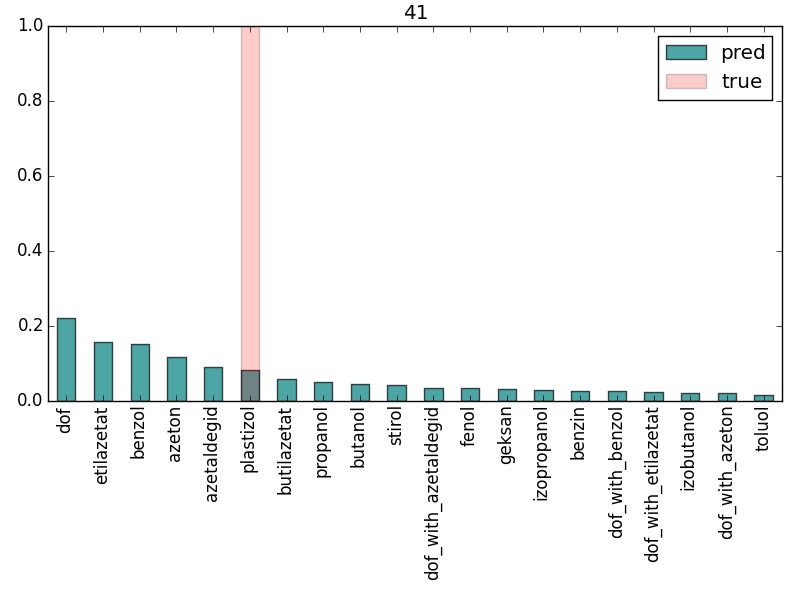 41
1.0
0.8
0.6
0.4
0.2
0.0
pred
true
dof
etilazetat
benzol
azeton
azetaldegid
plastizol
butilazetat
propanol
butanol
stirol
dof_with_azetaldegid
fenol
geksan
izopropanol
benzin
dof_with_benzol
dof_with_etilazetat
izobutanol
dof_with_azeton
toluol